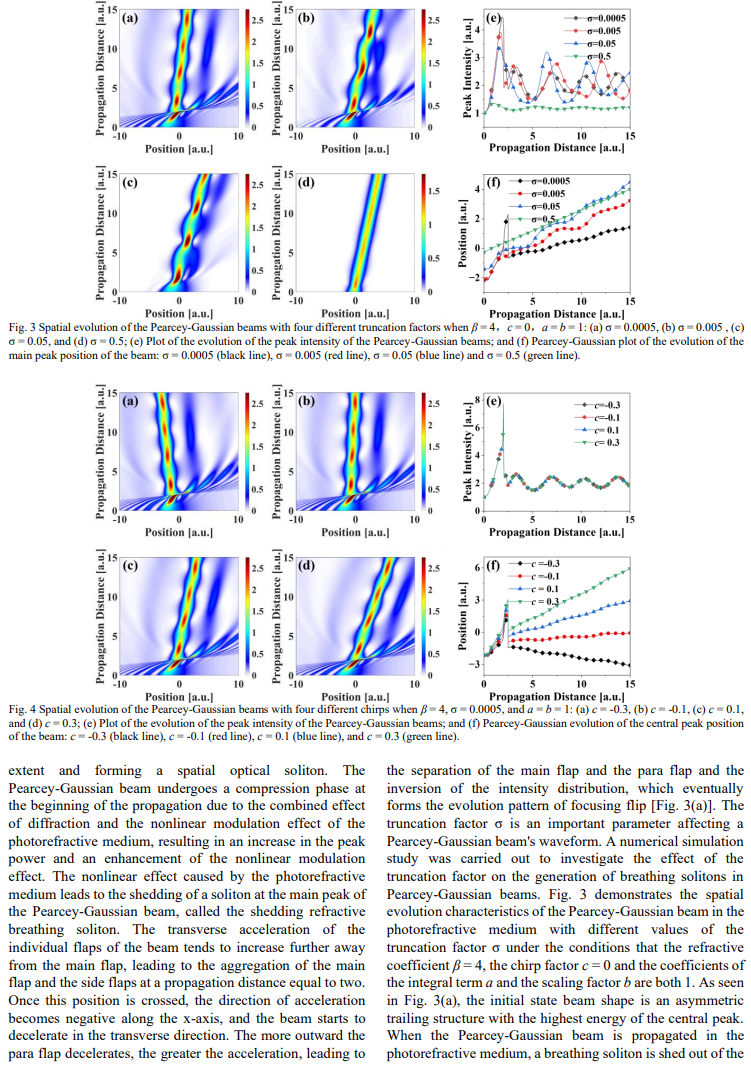 (a)
(b)
(e)
Propagation Distance [a.u.]
Position [a.u.]
Peak Intensity [a.u.]
σ=0.0005
σ=0.005
σ=0.05
σ=0.5
Propagation Distance [a.u.]
(c)
(d)
(f)
Propagation Distance [a.u.]
Position [a.u.]
Position [a.u.]
σ=0.0005
σ=0.005
σ=0.05
σ=0.5
Propagation Distance [a.u.]
Fig. 3 Spatial evolution of the Pearcey-Gaussian beams with four different truncation factors when β = 4， c = 0， a = b = 1: (a) σ = 0.0005, (b) σ = 0.005 , (c)
σ = 0.05, and (d) σ = 0.5; (e) Plot of the evolution of the peak intensity of the Pearcey-Gaussian beams; and (f) Pearcey-Gaussian plot of the evolution of the
main peak position of the beam: σ = 0.0005 (black line), σ = 0.005 (red line), σ = 0.05 (blue line) and σ = 0.5 (green line).
(a)
(b)
(e)
Propagation Distance [a.u.]
Position [a.u.]
Peak Intensity [a.u.]
c=-0.3
c=-0.1
c= 0.1
c= 0.3
Propagation Distance [a.u.]
(c)
(d)
(f)
Propagation Distance [a.u.]
Position [a.u.]
Position [a.u.]
c =-0.3
c =-0.1
c = 0.1
c = 0.3
Propagation Distance [a.u.]
Fig. 4 Spatial evolution of the Pearcey-Gaussian beams with four different chirps when β = 4, σ = 0.0005, and a = b = 1: (a) c = -0.3, (b) c = -0.1, (c) c = 0.1,
and (d) c = 0.3; (e) Plot of the evolution of the peak intensity of the Pearcey-Gaussian beams; and (f) Pearcey-Gaussian evolution of the central peak position
of the beam: c = -0.3 (black line), c = -0.1 (red line), c = 0.1 (blue line), and c = 0.3 (green line).
extent and forming a spatial optical soliton. The
Pearcey-Gaussian beam undergoes a compression phase at
the beginning of the propagation due to the combined effect
of diffraction and the nonlinear modulation effect of the
photorefractive medium, resulting in an increase in the peak
power and an enhancement of the nonlinear modulation
effect. The nonlinear effect caused by the photorefractive
medium leads to the shedding of a soliton at the main peak of
the Pearcey-Gaussian beam, called the shedding refractive
breathing soliton. The transverse acceleration of the
individual flaps of the beam tends to increase further away
from the main flap, leading to the aggregation of the main
flap and the side flaps at a propagation distance equal to two.
Once this position is crossed, the direction of acceleration
becomes negative along the x-axis, and the beam starts to
decelerate in the transverse direction. The more outward the
para flap decelerates, the greater the acceleration, leading to
the separation of the main flap and the para flap and the
inversion of the intensity distribution, which eventually
forms the evolution pattern of focusing flip [Fig. 3(a)]. The
truncation factor σ is an important parameter affecting a
Pearcey-Gaussian beam's waveform. A numerical simulation
study was carried out to investigate the effect of the
truncation factor on the generation of breathing solitons in
Pearcey-Gaussian beams. Fig. 3 demonstrates the spatial
evolution characteristics of the Pearcey-Gaussian beam in the
photorefractive medium with different values of the
truncation factor σ under the conditions that the refractive
coefficient β = 4, the chirp factor c = 0 and the coefficients of
the integral term a and the scaling factor b are both 1. As seen
in Fig. 3(a), the initial state beam shape is an asymmetric
trailing structure with the highest energy of the central peak.
When the Pearcey-Gaussian beam is propagated in the
photorefractive medium, a breathing soliton is shed out of the